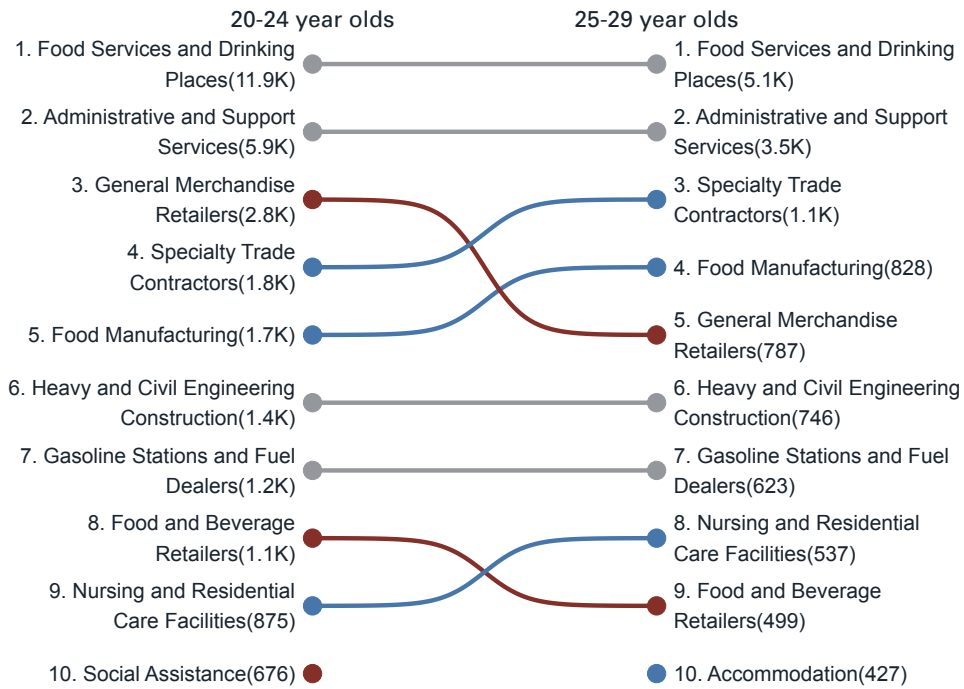 20-24 year olds
25-29 year olds
1. Food Services and Drinking
Places(11.9K)
1. Food Services and Drinking
Places(5.1K)
2. Administrative and Support
Services(5.9K)
2. Administrative and Support
Services(3.5K)
3. General Merchandise
Retailers(2.8K)
3. Specialty Trade
Contractors(1.1K)
4. Specialty Trade
Contractors(1.8K)
4. Food Manufacturing(828)
5. Food Manufacturing(1.7K)
5. General Merchandise
Retailers(787)
6. Heavy and Civil Engineering
Construction(1.4K)
6. Heavy and Civil Engineering
Construction(746)
7. Gasoline Stations and Fuel
Dealers(1.2K)
7. Gasoline Stations and Fuel
Dealers(623)
8. Food and Beverage
Retailers(1.1K)
8. Nursing and Residential
Care Facilities(537)
9. Nursing and Residential
Care Facilities(875)
9. Food and Beverage
Retailers(499)
10. Social Assistance(676)
10. Accommodation(427)